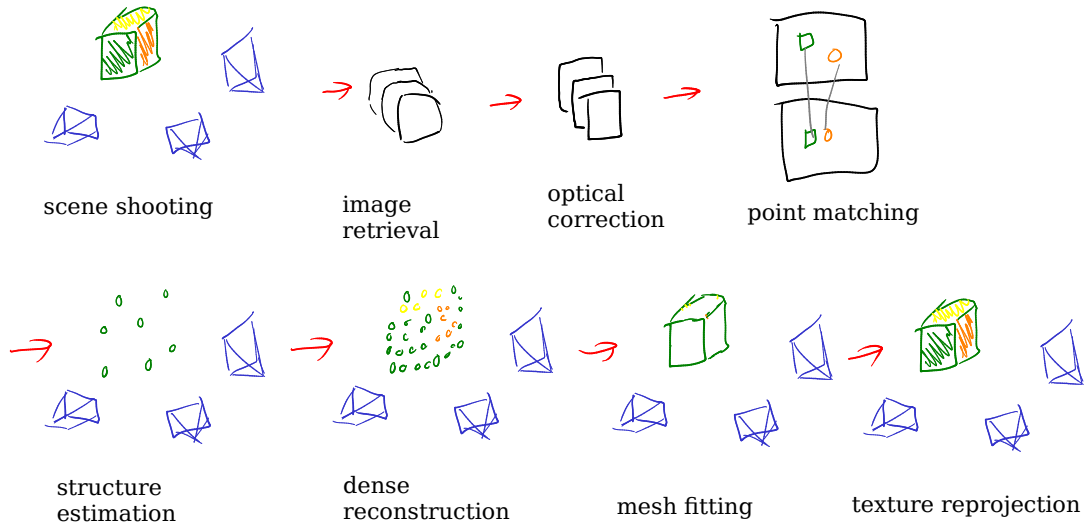 scene shooting
image
retrieval
optical
correction
point matching
structure
estimation
dense
reconstruction
mesh fitting
texture reprojection